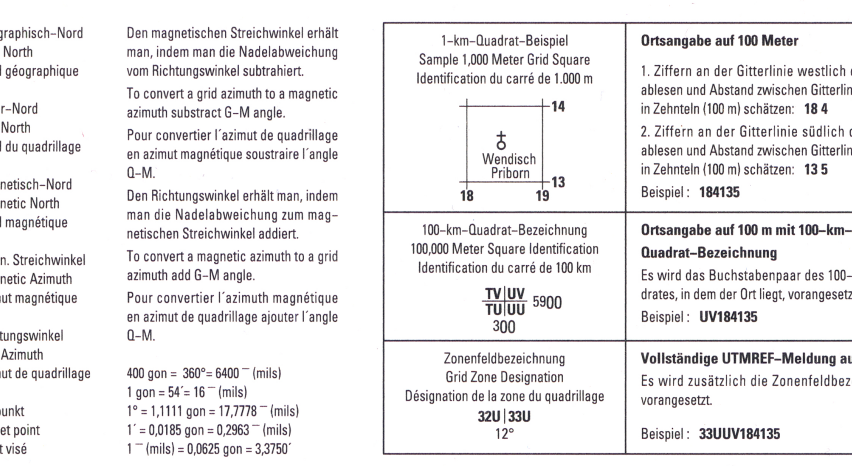 graphisch–Nord
North
l géographique
r–Nord
North
l du quadrillage
netisch–Nord
netic North
l magnétique
n. Streichwinkel
netic Azimuth
ut magnétique
tungswinkel
Azimuth
ut de quadrillage
punkt
et point
t visé
Den magnetischen Streichwinkel erhält
man, indem man die Nadelabweichung
vom Richtungswinkel subtrahiert.
To convert a grid azimuth to a magnetic
azimuth substract G–M angle.
Pour convertier l´azimut de quadrillage
en azimut magnétique soustraire l´angle
Q–M.
Den Richtungswinkel erhält man, indem
man die Nadelabweichung zum mag–
netischen Streichwinkel addiert.
To convert a magnetic azimuth to a grid
azimuth add G–M angle.
Pour convertier l´azimuth magnétique
en azimut de quadrillage ajouter l´angle
Q–M.
400 gon = 360°= 6400 ¯ (mils)
1 gon = 54´= 16 ¯ (mils)
1° = 1,1111 gon = 17,7778 ¯ (mils)
1´ = 0,0185 gon = 0,2963 ¯ (mils)
1 ¯ (mils) = 0,0625 gon = 3,3750´
1–km–Quadrat–Beispiel
Sample 1,000 Meter Grid Square
Identification du carré de 1.000 m
14
Wendisch
Priborn
13
18 19
Ortsangabe auf 100 Meter
1. Ziffern an der Gitterlinie westlich
ablesen und Abstand zwischen Gitterlin
in Zehnteln (100 m) schätzen: 18 4
2. Ziffern an der Gitterlinie südlich
ablesen und Abstand zwischen Gitterlin
in Zehnteln (100 m) schätzen: 13 5
Beispiel : 184135
100–km–Quadrat–Bezeichnung
100,000 Meter Square Identification
Identification du carré de 100 km
TV|UV
TU|UU 5900
300
Ortsangabe auf 100 m mit 100–km–
Quadrat–Bezeichnung
Es wird das Buchstabenpaar des 100–
drates, in dem der Ort liegt, vorangesetz
Beispiel : UV184135
Zonenfeldbezeichnung
Grid Zone Designation
Désignation de la zone du quadrillage
32U|33U
12°
Vollständige UTMREF–Meldung au
Es wird zusätzlich die Zonenfeldbez
vorangesetzt.
Beispiel : 33UUV184135